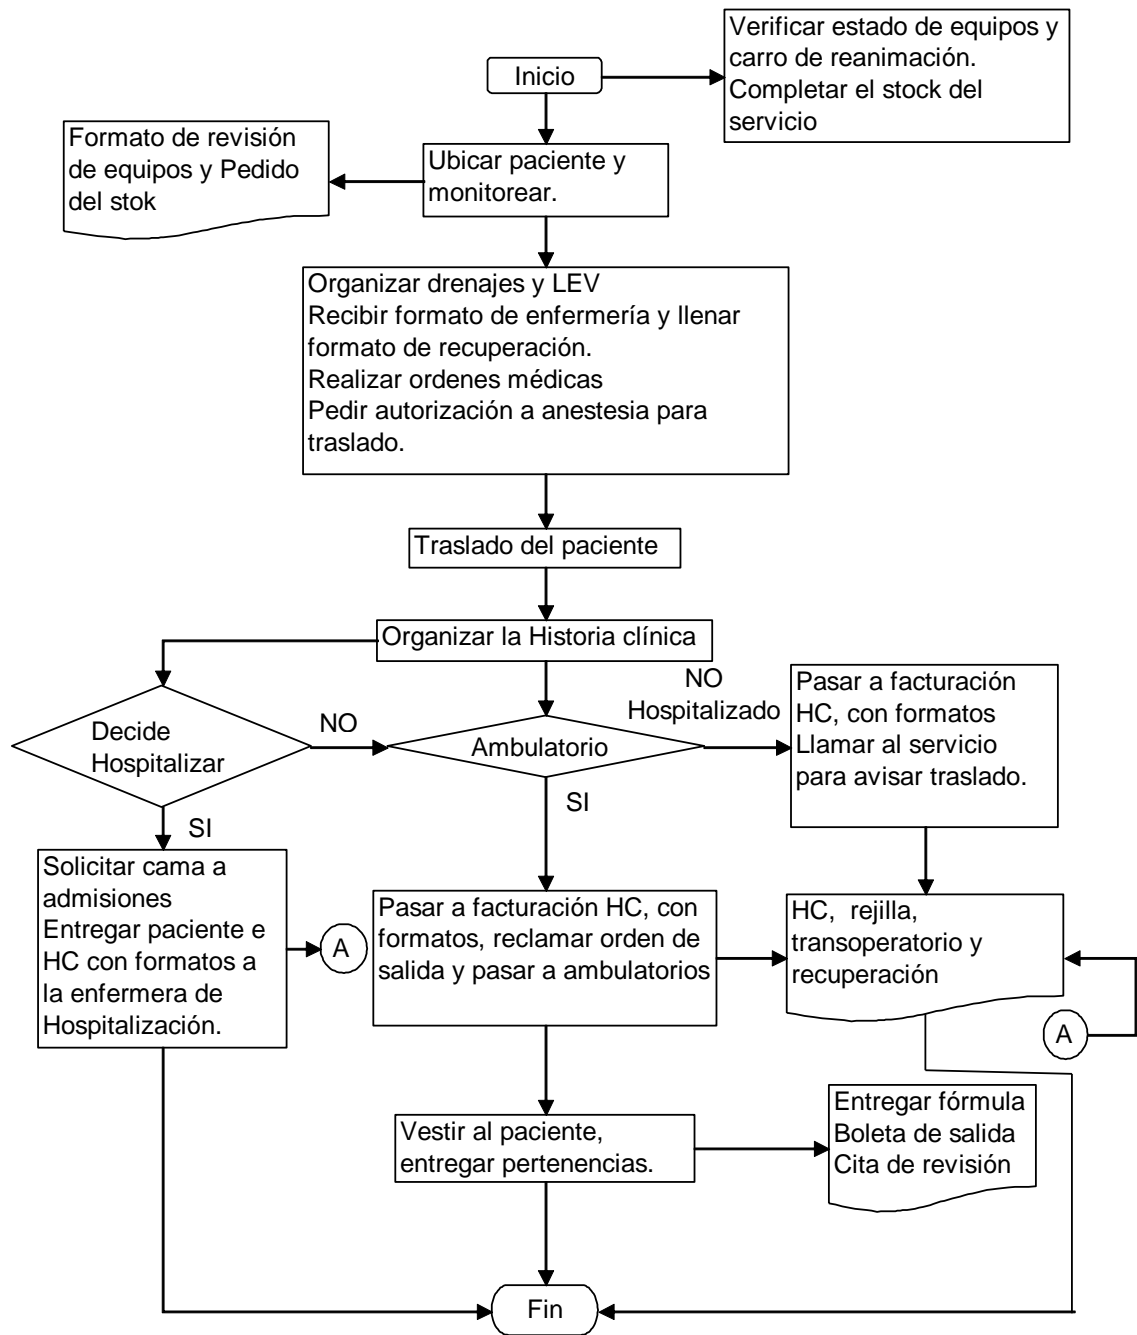 Inicio
Verificar estado de equipos y
carro de reanimación.
Completar el stock del
servicio
Formato de revisión
de equipos y Pedido
del stok
Ubicar paciente y
monitorear.
Organizar drenajes y LEV
Recibir formato de enfermería y llenar
formato de recuperación.
Realizar ordenes médicas
Pedir autorización a anestesia para
traslado.
Traslado del paciente
Organizar la Historia clínica
Decide
Hospitalizar
NO
Ambulatorio
NO
Hospitalizado
Pasar a facturación
HC, con formatos
Llamar al servicio
para avisar traslado.
SI
SI
Solicitar cama a
admisiones
Entregar paciente e
HC con formatos a
la enfermera de
Hospitalización.
A
Pasar a facturación HC, con
formatos, reclamar orden de
salida y pasar a ambulatorios
HC, rejilla,
transoperatorio y
recuperación
A
Vestir al paciente,
entregar pertenencias.
Entregar fórmula
Boleta de salida
Cita de revisión
Fin